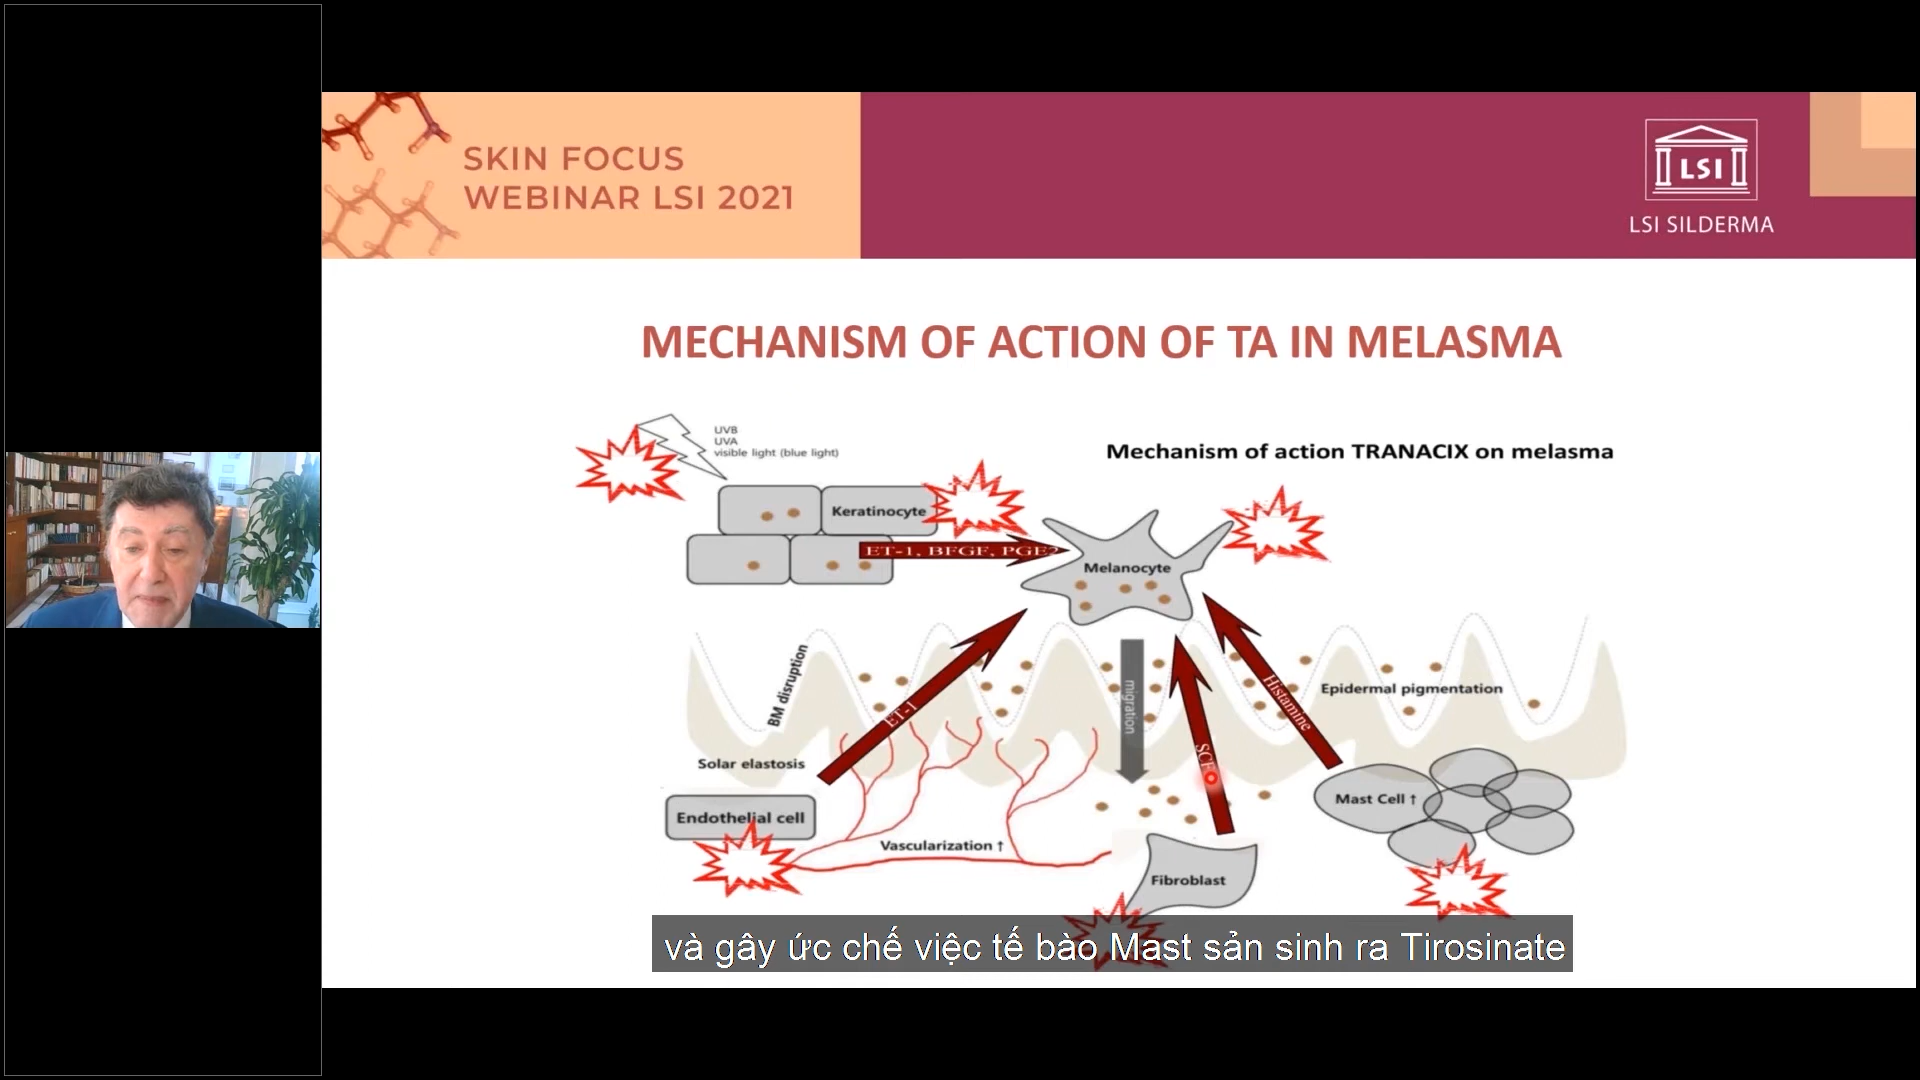 SKIN FOCUS
WEBINAR LSI 2021
LSI
LSI SILDERMA
MECHANISM OF ACTION OF TA IN MELASMA
UVB
UVA
visible light (blue light)
Mechanism of action TRANACIX on melasma
Keratinocyte
ET-1, BFGF, PGE2
Melanocyte
BM disruption
migration
Histamine
Epidermal pigmentation
ET-1
SCF
Solar elastosis
Endothelial cell
Mast Cell ↑
Vascularization ↑
Fibroblast
và gây ức chế việc tế bào Mast sản sinh ra Tirosinate